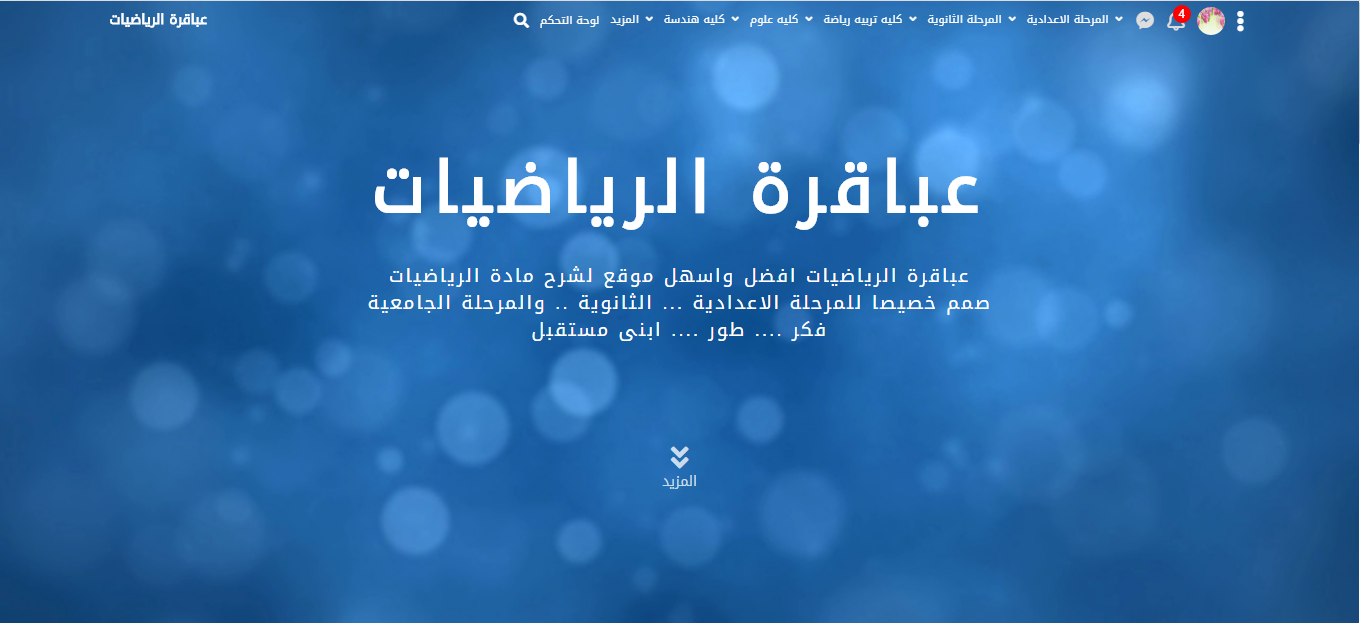 4
المرحلة الاعدادية
المرحلة الثانوية
كليه تربيه رياضة
كليه علوم
كليه هندسة
المزيد
لوحة التحكم
عباقرة الرياضيات
عباقرة الرياضيات
عباقرة الرياضيات افضل واسهل موقع لشرح مادة الرياضيات
صمم خصيصا للمرحلة الاعدادية ... الثانوية .. والمرحلة الجامعية
فكر .... طور .... ابنى مستقبل
المزيد